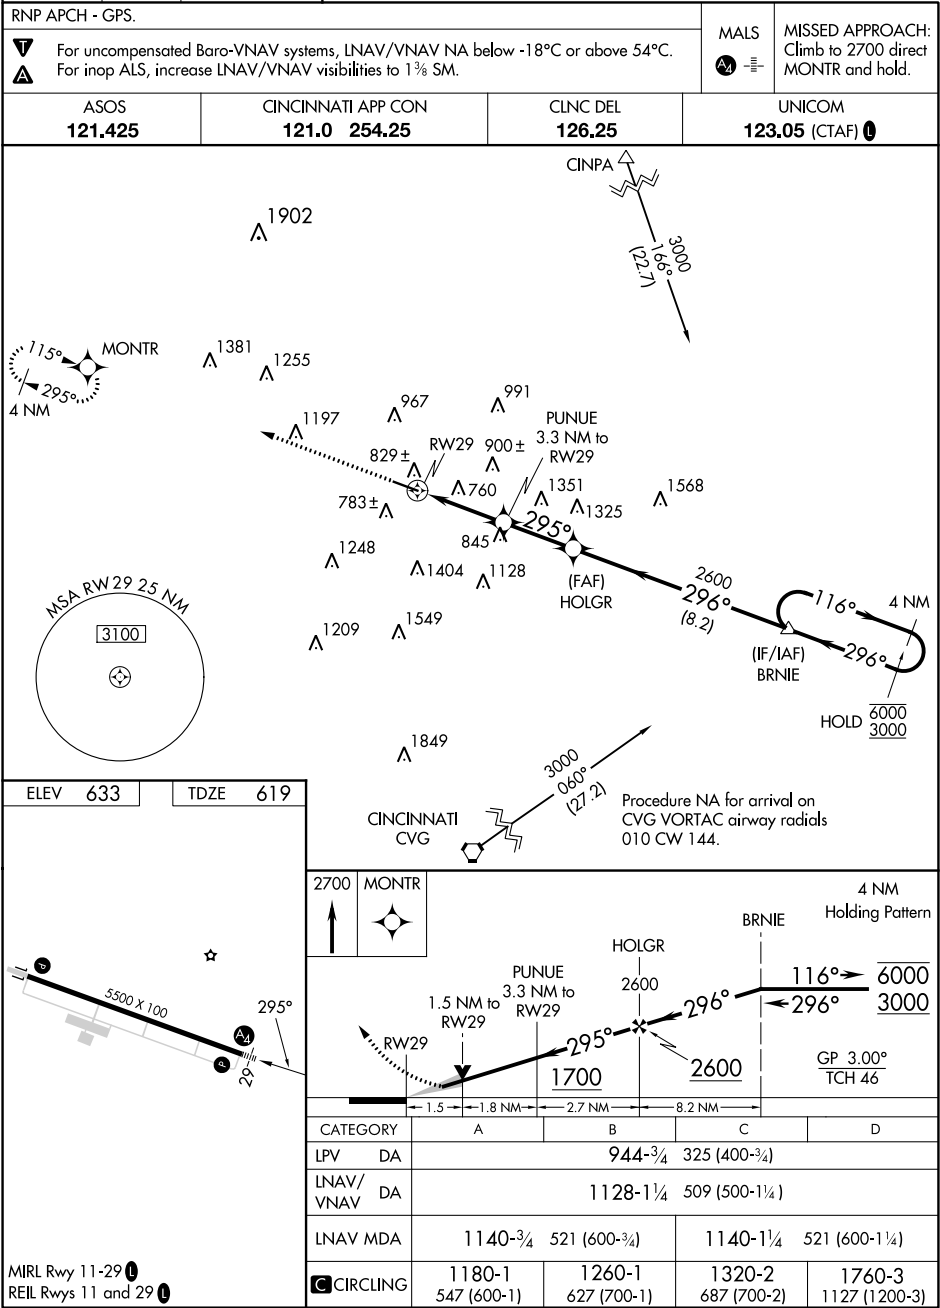 RNP APCH - GPS.
T For uncompensated Baro-VNAV systems, LNAV/VNAV NA below -18°C or above 54°C.
A For inop ALS, increase LNAV/VNAV visibilities to 1⅜ SM.
MALS
A4
MISSED APPROACH:
Climb to 2700 direct
MONTR and hold.
ASOS
121.425
CINCINNATI APP CON
121.0 254.25
CLNC DEL
126.25
UNICOM
123.05 (CTAF) L
CINPA
3000
166°
(22.7)
1902
115°
295°
4 NM
MONTR
1381
1255
1197
967
991
829±
RW29
900±
PUNUE
3.3 NM to
RW29
783±
760
1351
1325
1568
845
295°
1248
1404
1128
(FAF)
HOLGR
2600
296°
(8.2)
116°
4 NM
296°
(IF/IAF)
BRNIE
HOLD 6000
3000
1209
1549
MSA RW29 25 NM
3100
1849
3000
060°
(27.2)
CINCINNATI
CVG
Procedure NA for arrival on
CVG VORTAC airway radials
010 CW 144.
ELEV 633
TDZE 619
P
5500 X 100
295°
A4
P
11
29
MIRL Rwy 11-29 L
REIL Rwys 11 and 29 L
2700
MONTR
4 NM
Holding Pattern
BRNIE
HOLGR
2600
PUNUE
3.3 NM to
RW29
1.5 NM to
RW29
RW29
116°
296°
6000
3000
296°
295°
1700
2600
GP 3.00°
TCH 46
1.5
1.8 NM
2.7 NM
8.2 NM
CATEGORY A B C D
LPV DA 944-¾ 325 (400-¾)
LNAV/VNAV DA 1128-1¼ 509 (500-1¼)
LNAV MDA 1140-¾ 521 (600-¾) 1140-1¼ 521 (600-1¼)
C CIRCLING 1180-1 1260-1 1320-2 1760-3
547 (600-1) 627 (700-1) 687 (700-2) 1127 (1200-3)